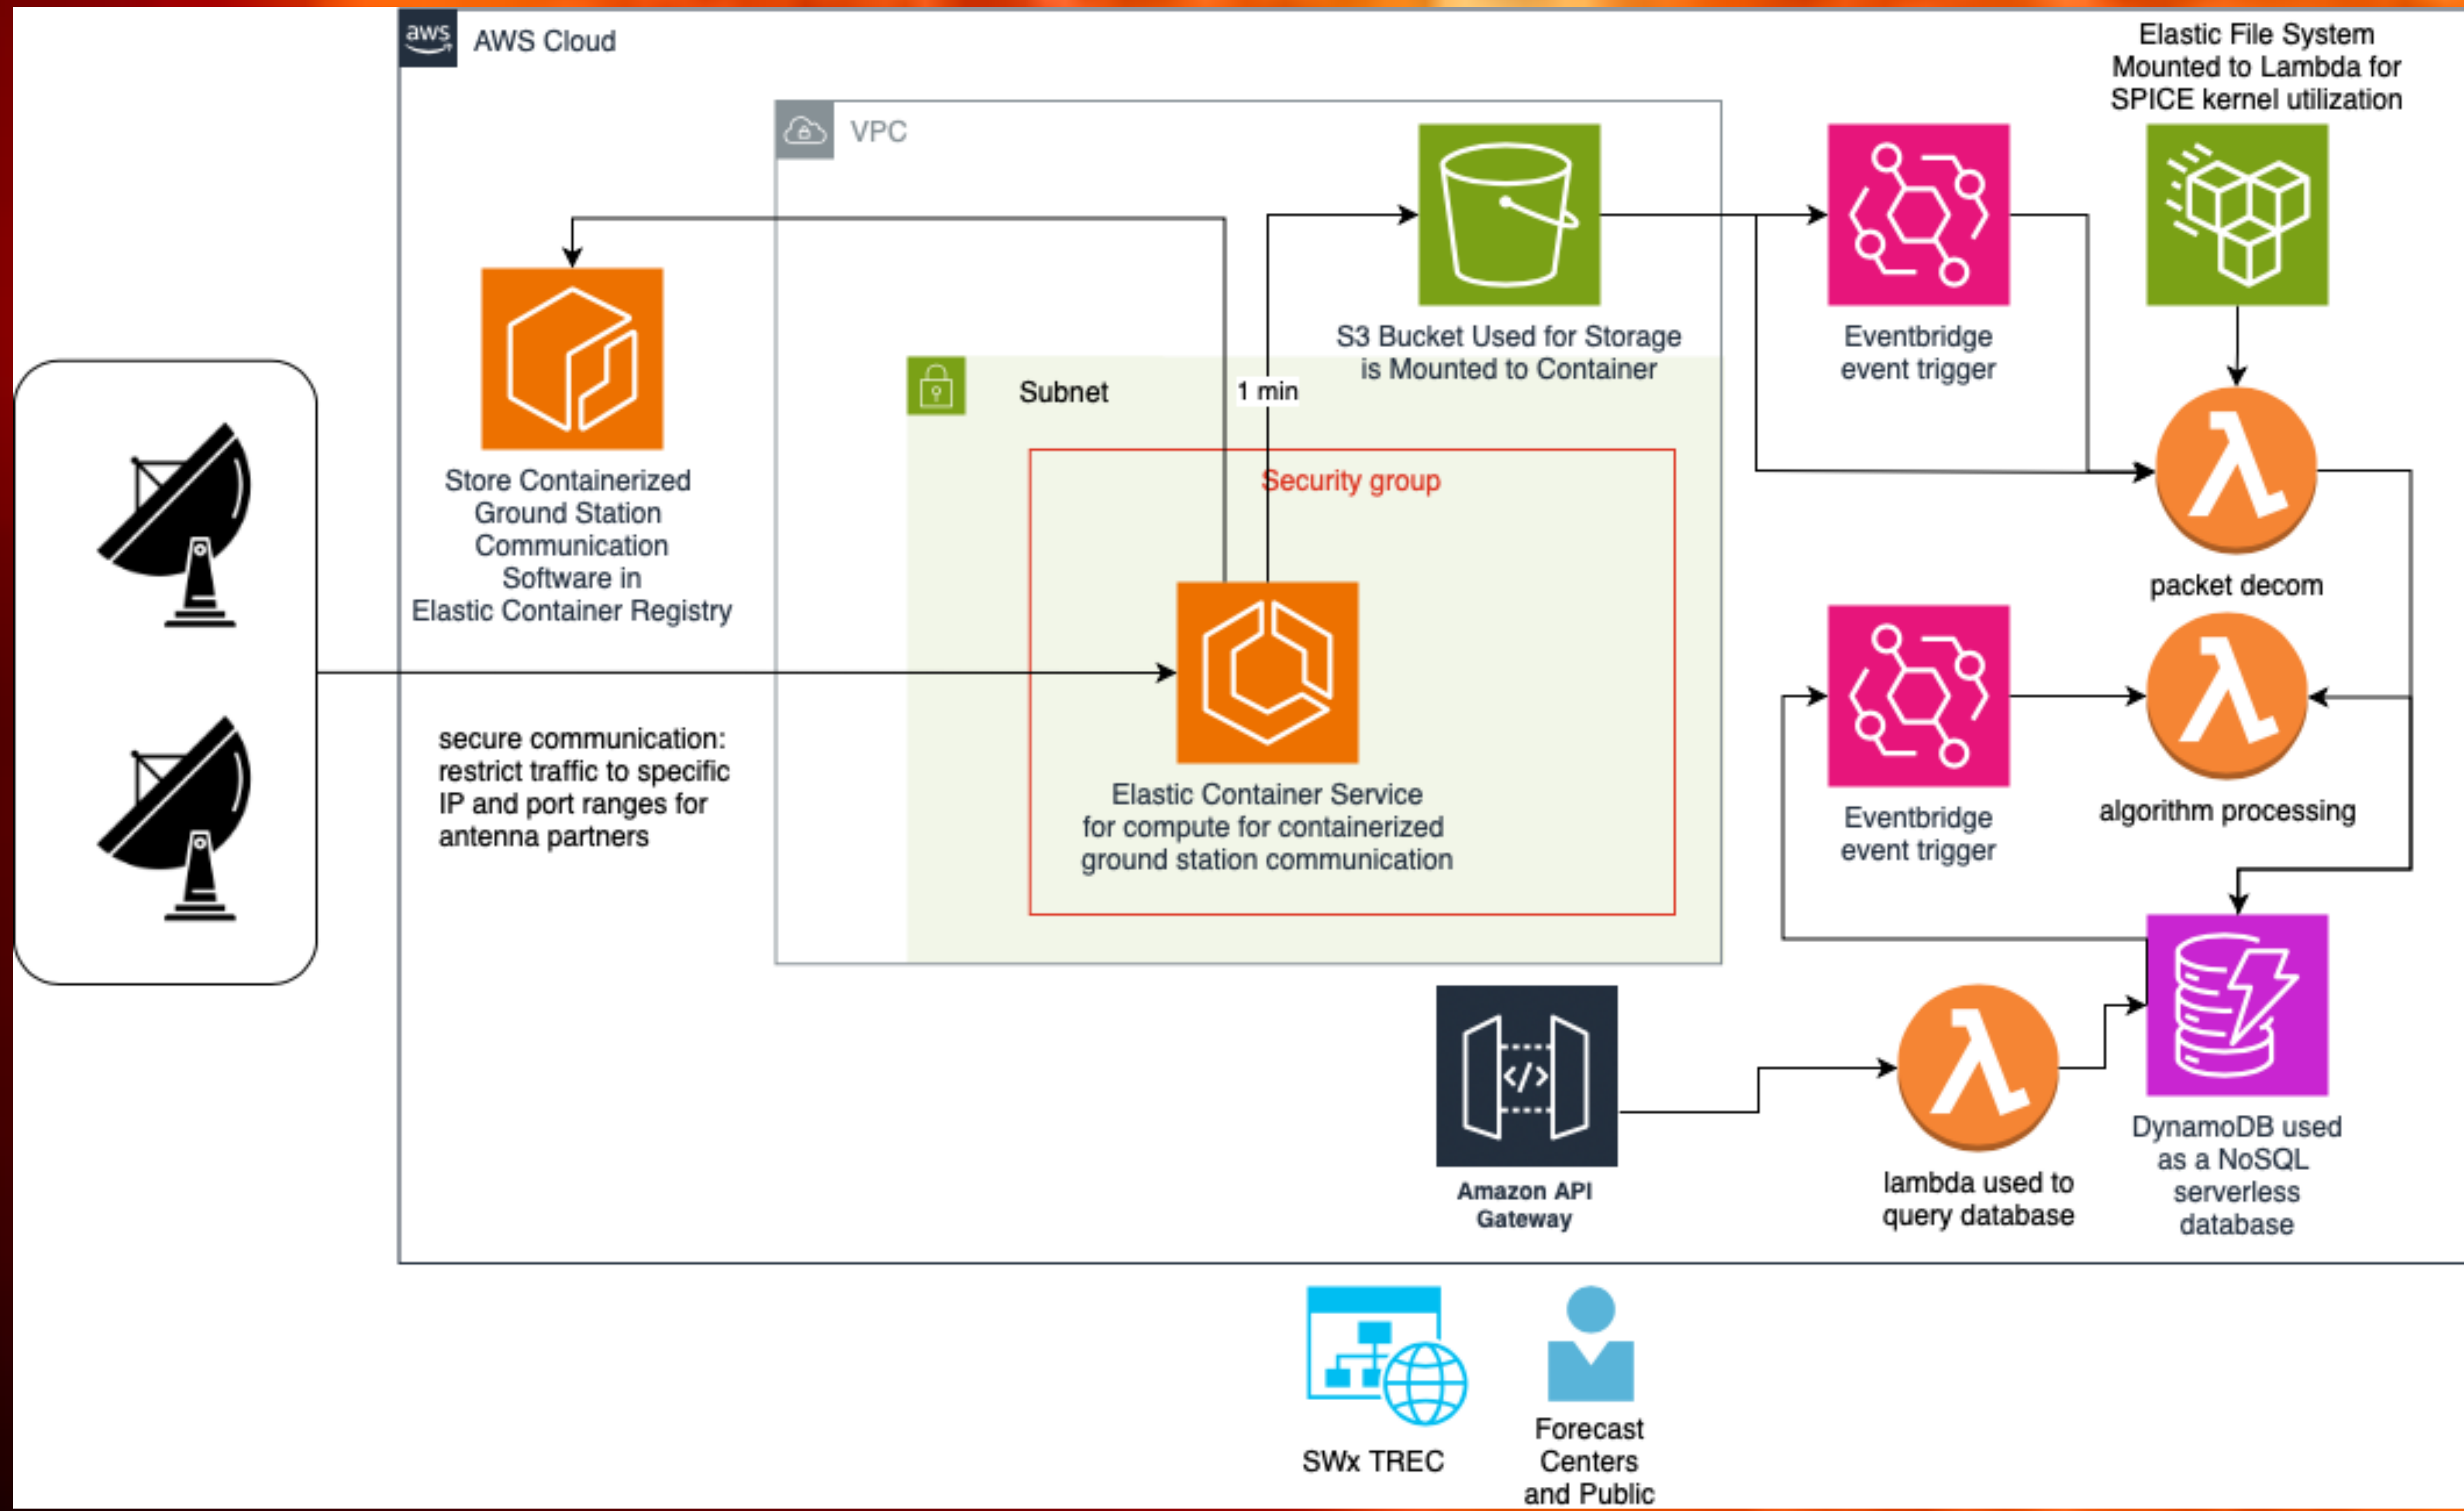 aws
AWS Cloud
Elastic File System
Mounted to Lambda for
SPICE kernel utilization
VPC
S3 Bucket Used for Storage
is Mounted to Container
Eventbridge
event trigger
Subnet
1 min
Security group
Store Containerized
Ground Station
Communication
Software in
Elastic Container Registry
packet decom
secure communication:
restrict traffic to specific
IP and port ranges for
antenna partners
Elastic Container Service
for compute for containerized
ground station communication
Eventbridge
event trigger
algorithm processing
</>
Amazon API
Gateway
lambda used to
query database
DynamoDB used
as a NoSQL
serverless
database
SWx TREC
Forecast
Centers
and Public